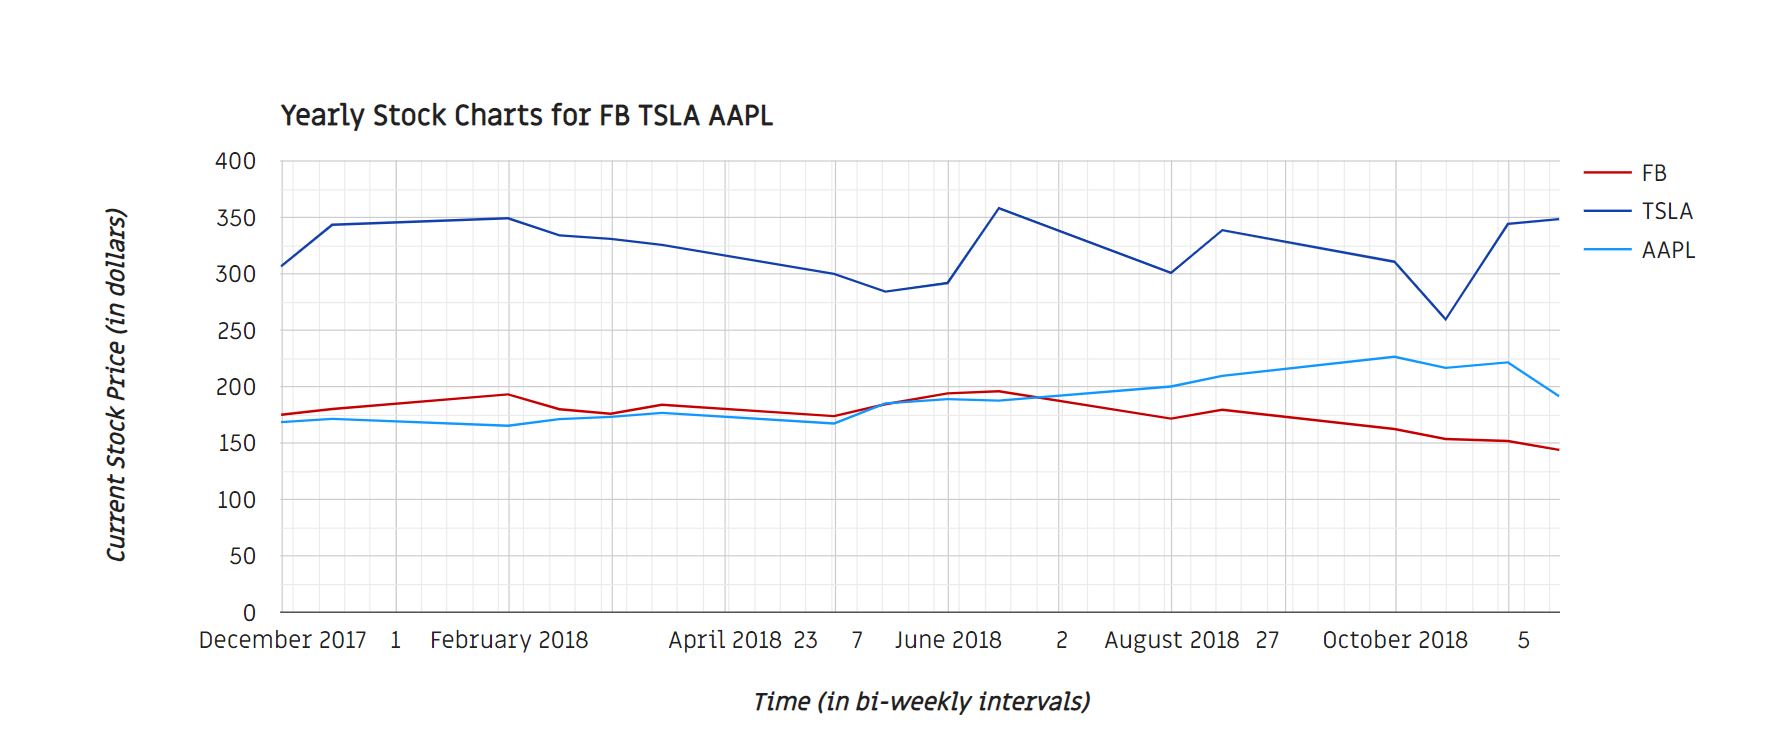 Yearly Stock Charts for FB TSLA AAPL
400
350
300
250
200
150
100
50
0
Current Stock Price (in dollars)
FB
TSLA
AAPL
December 2017 1 February 2018 April 2018 23 7 June 2018 2 August 2018 27 October 2018 5
Time (in bi-weekly intervals)